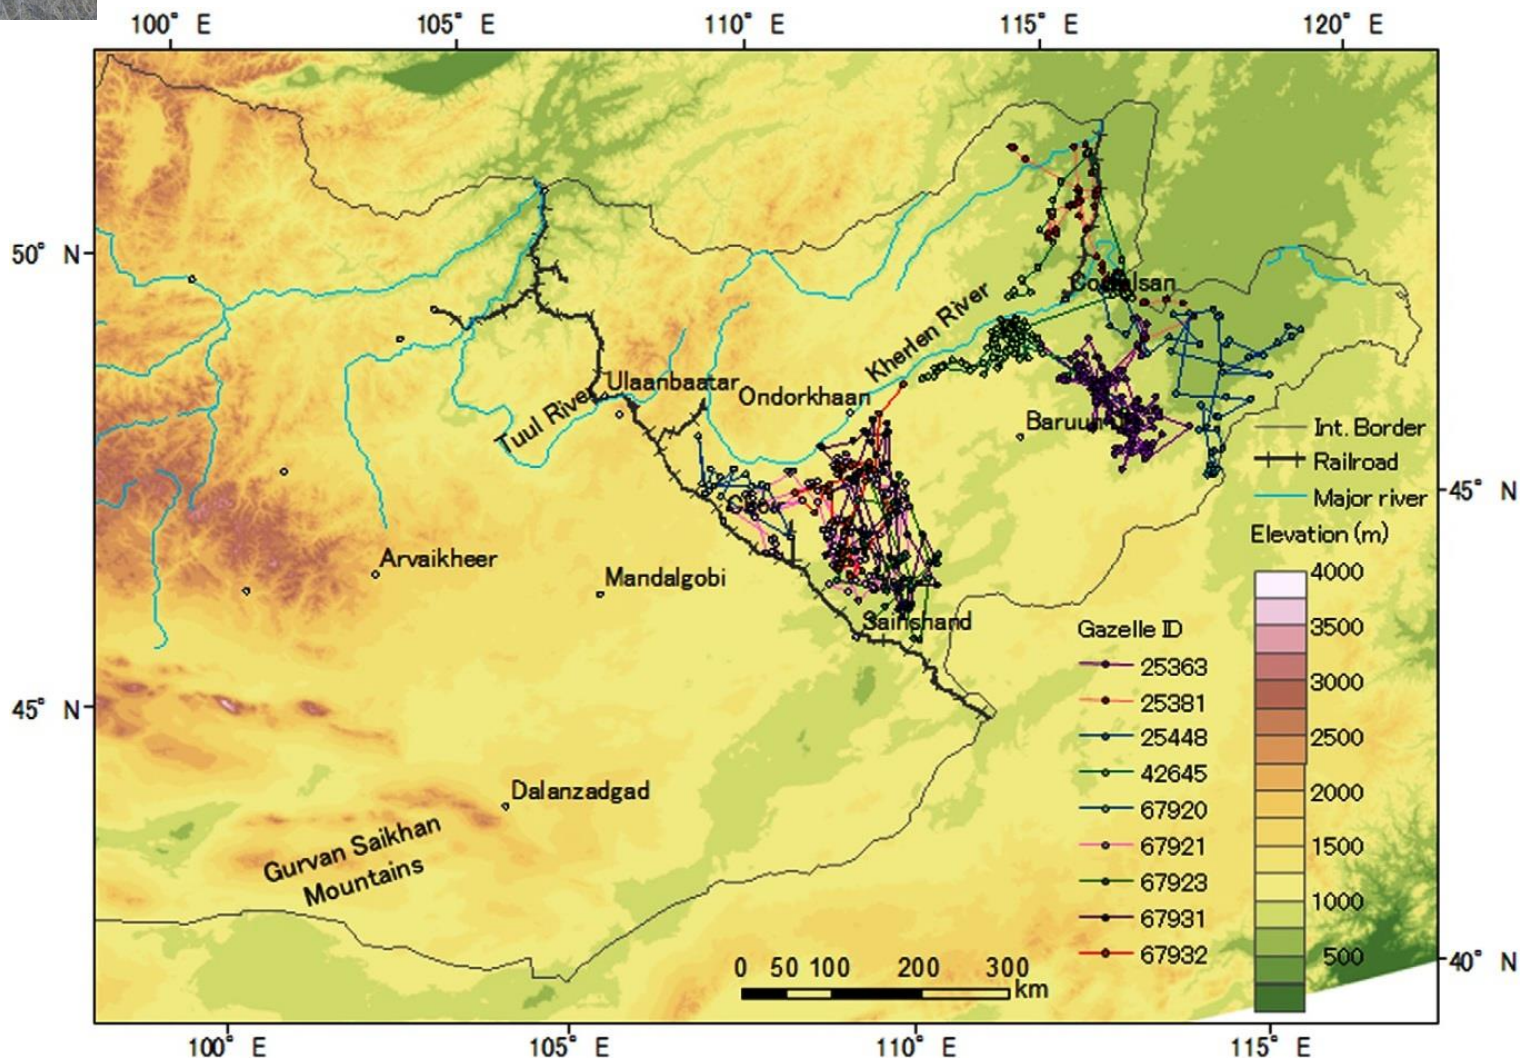 100° E 105° E 110° E 115° E 120° E
50° N
Kherlen River
Ulaanbaatar
Ondorkhaan
Tuul River
Int. Border
Railroad
Major river
45° N
Elevation (m)
Arvaikheer
Mandalgobi
Sainshand
4000
3500
3000
2500
2000
1500
1000
500
Gazelle ID
25363
25381
25448
42645
67920
67921
67923
67931
67932
45° N
Dalanzadgad
Gurvan Saikhan
Mountains
0 50 100 200 300
km
40° N
100° E 105° E 110° E 115° E